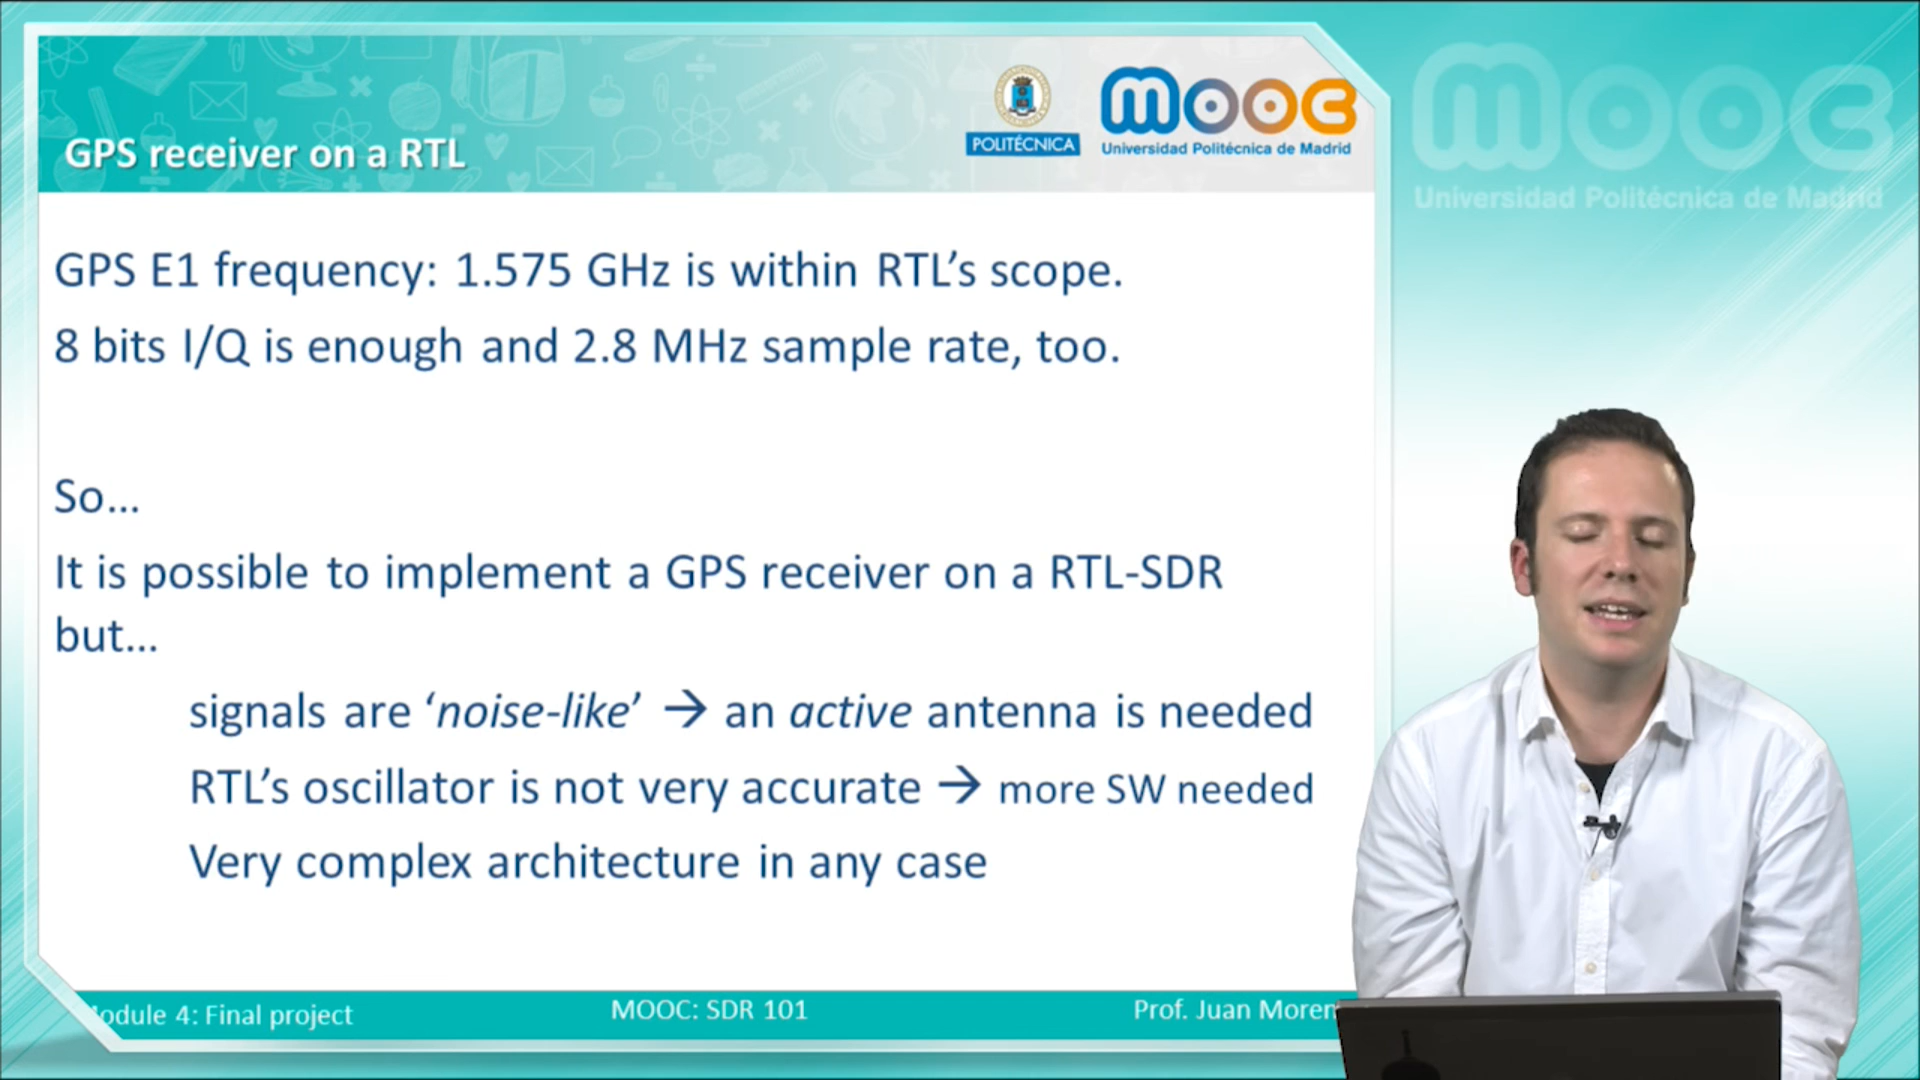 GPS receiver on a RTL
POLITÉCNICA
mooc
Universidad Politécnica de Madrid
mooc
Universidad Politécnica de Madrid
GPS E1 frequency: 1.575 GHz is within RTL’s scope.
8 bits I/Q is enough and 2.8 MHz sample rate, too.
So...
It is possible to implement a GPS receiver on a RTL-SDR
but...
signals are ‘noise-like’ → an active antenna is needed
RTL’s oscillator is not very accurate → more SW needed
Very complex architecture in any case
odule 4: Final project
MOOC: SDR 101
Prof. Juan Moren